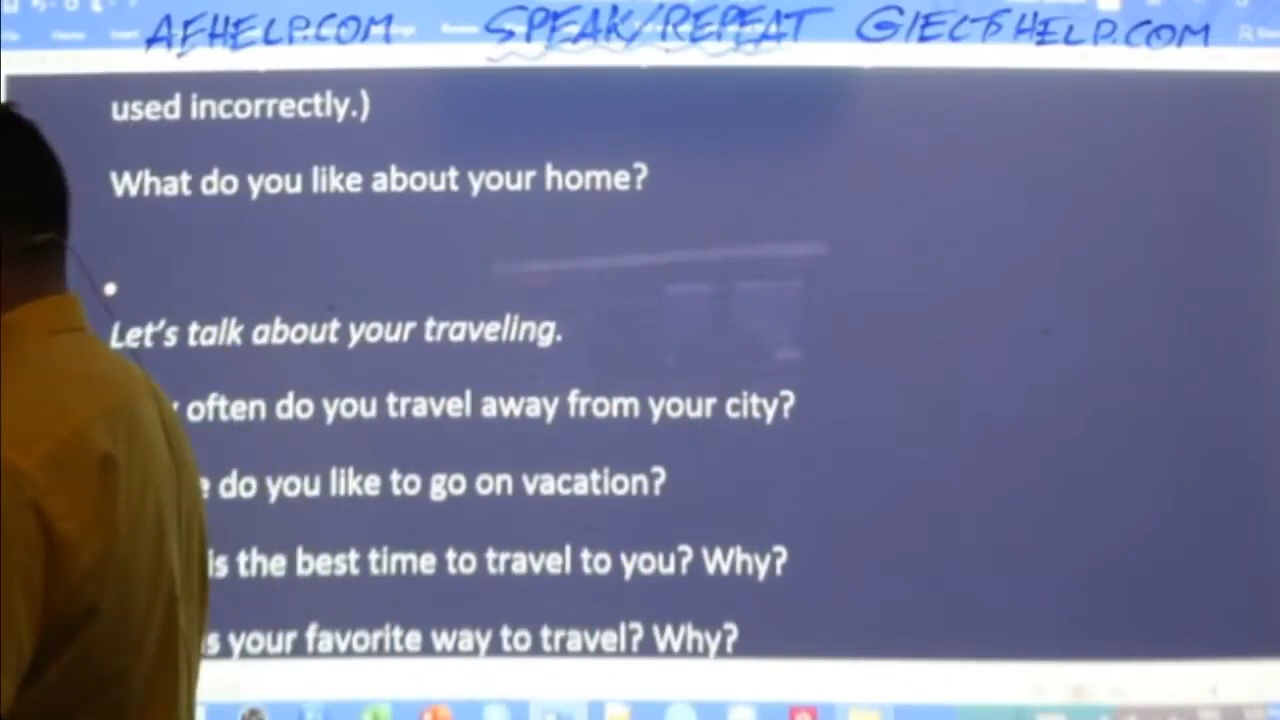 AEHELP.COM SPEAK/REPEAT GIELTSHELP.COM
used incorrectly.)
What do you like about your home?
Let's talk about your traveling.
often do you travel away from your city?
do you like to go on vacation?
is the best time to travel to you? Why?
your favorite way to travel? Why?